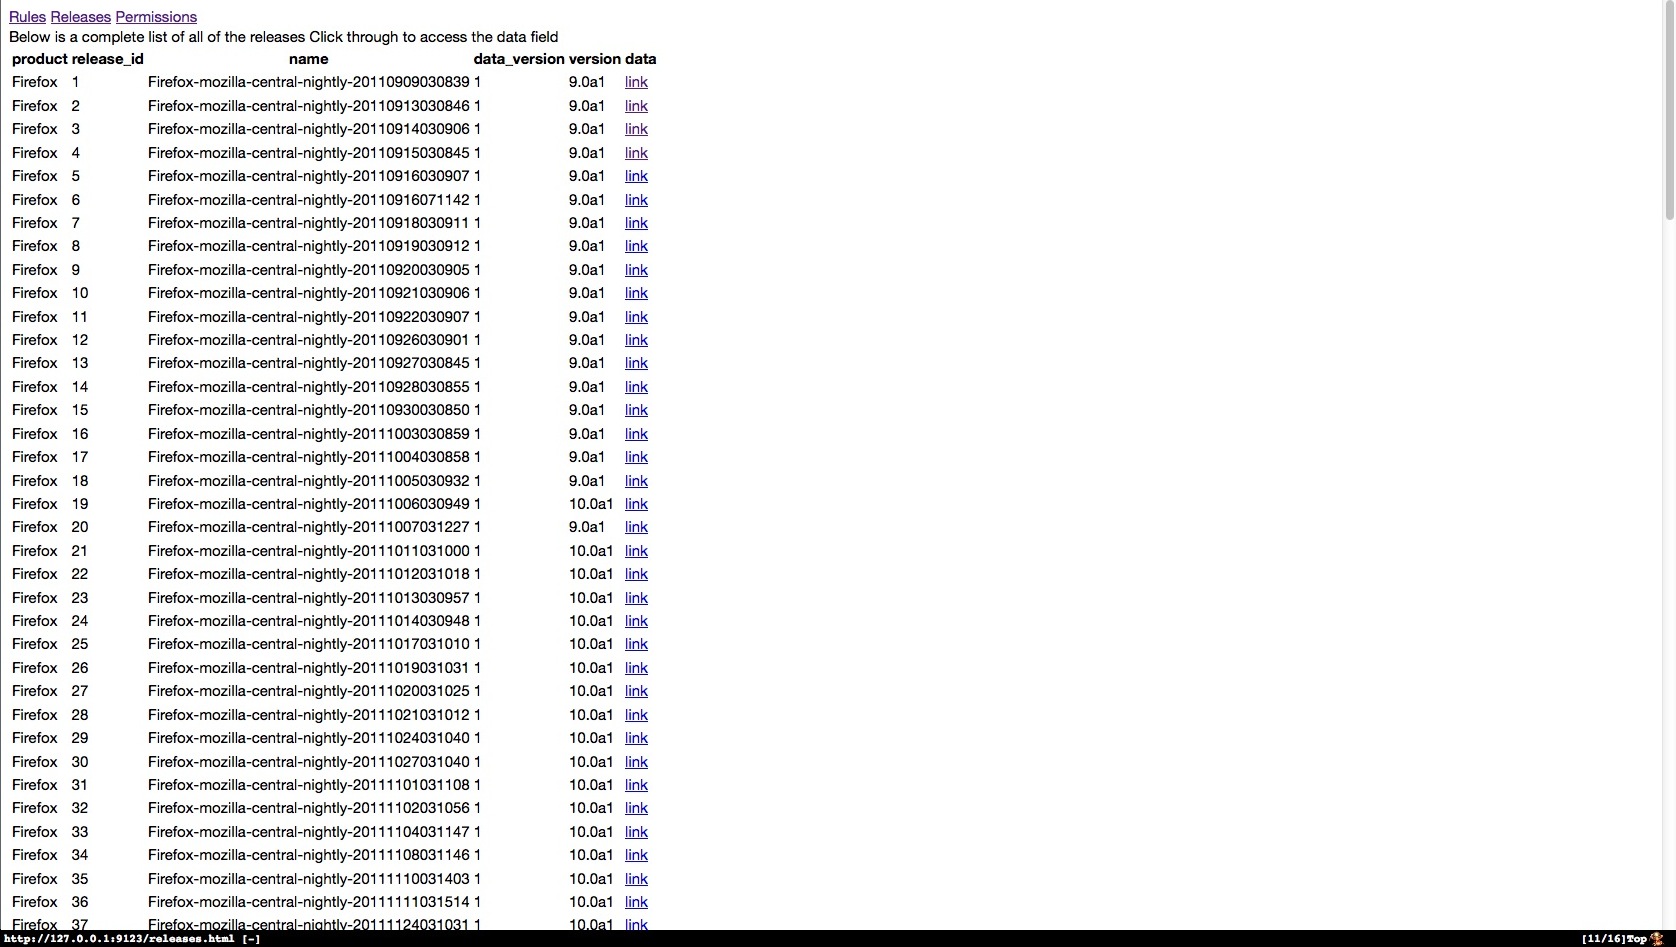 Rules Releases Permissions
Below is a complete list of all of the releases Click through to access the data field
product release_id name data_version version data
Firefox 1 Firefox-mozilla-central-nightly-20110909030839 1 9.0a1 link
Firefox 2 Firefox-mozilla-central-nightly-20110913030846 1 9.0a1 link
Firefox 3 Firefox-mozilla-central-nightly-20110914030906 1 9.0a1 link
Firefox 4 Firefox-mozilla-central-nightly-20110915030845 1 9.0a1 link
Firefox 5 Firefox-mozilla-central-nightly-20110916030907 1 9.0a1 link
Firefox 6 Firefox-mozilla-central-nightly-20110916071142 1 9.0a1 link
Firefox 7 Firefox-mozilla-central-nightly-20110918030911 1 9.0a1 link
Firefox 8 Firefox-mozilla-central-nightly-20110919030912 1 9.0a1 link
Firefox 9 Firefox-mozilla-central-nightly-20110920030905 1 9.0a1 link
Firefox 10 Firefox-mozilla-central-nightly-20110921030906 1 9.0a1 link
Firefox 11 Firefox-mozilla-central-nightly-20110922030907 1 9.0a1 link
Firefox 12 Firefox-mozilla-central-nightly-20110926030901 1 9.0a1 link
Firefox 13 Firefox-mozilla-central-nightly-20110927030845 1 9.0a1 link
Firefox 14 Firefox-mozilla-central-nightly-20110928030855 1 9.0a1 link
Firefox 15 Firefox-mozilla-central-nightly-20110930030850 1 9.0a1 link
Firefox 16 Firefox-mozilla-central-nightly-20111003030859 1 9.0a1 link
Firefox 17 Firefox-mozilla-central-nightly-20111004030858 1 9.0a1 link
Firefox 18 Firefox-mozilla-central-nightly-20111005030932 1 9.0a1 link
Firefox 19 Firefox-mozilla-central-nightly-20111006030949 1 10.0a1 link
Firefox 20 Firefox-mozilla-central-nightly-20111007031227 1 9.0a1 link
Firefox 21 Firefox-mozilla-central-nightly-20111011031000 1 10.0a1 link
Firefox 22 Firefox-mozilla-central-nightly-20111012031018 1 10.0a1 link
Firefox 23 Firefox-mozilla-central-nightly-20111013030957 1 10.0a1 link
Firefox 24 Firefox-mozilla-central-nightly-20111014030948 1 10.0a1 link
Firefox 25 Firefox-mozilla-central-nightly-20111017031010 1 10.0a1 link
Firefox 26 Firefox-mozilla-central-nightly-20111019031031 1 10.0a1 link
Firefox 27 Firefox-mozilla-central-nightly-20111020031025 1 10.0a1 link
Firefox 28 Firefox-mozilla-central-nightly-20111021031012 1 10.0a1 link
Firefox 29 Firefox-mozilla-central-nightly-20111024031040 1 10.0a1 link
Firefox 30 Firefox-mozilla-central-nightly-20111027031040 1 10.0a1 link
Firefox 31 Firefox-mozilla-central-nightly-20111101031108 1 10.0a1 link
Firefox 32 Firefox-mozilla-central-nightly-20111102031056 1 10.0a1 link
Firefox 33 Firefox-mozilla-central-nightly-20111104031147 1 10.0a1 link
Firefox 34 Firefox-mozilla-central-nightly-20111108031146 1 10.0a1 link
Firefox 35 Firefox-mozilla-central-nightly-20111110031403 1 10.0a1 link
Firefox 36 Firefox-mozilla-central-nightly-20111111031514 1 10.0a1 link
Firefox 37 Firefox-mozilla-central-nightly-20111124031031 1 10.0a1 link
http://127.0.0.1:9123/releases.html [-] [11/16]Top